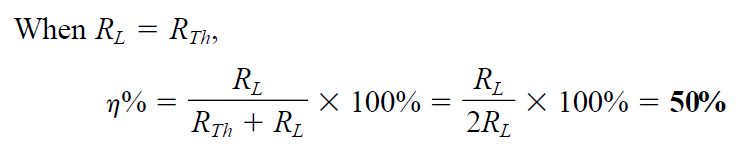 When R_L = R_Th,
η% = R_L / (R_Th + R_L) × 100% = R_L / 2R_L × 100% = 50%